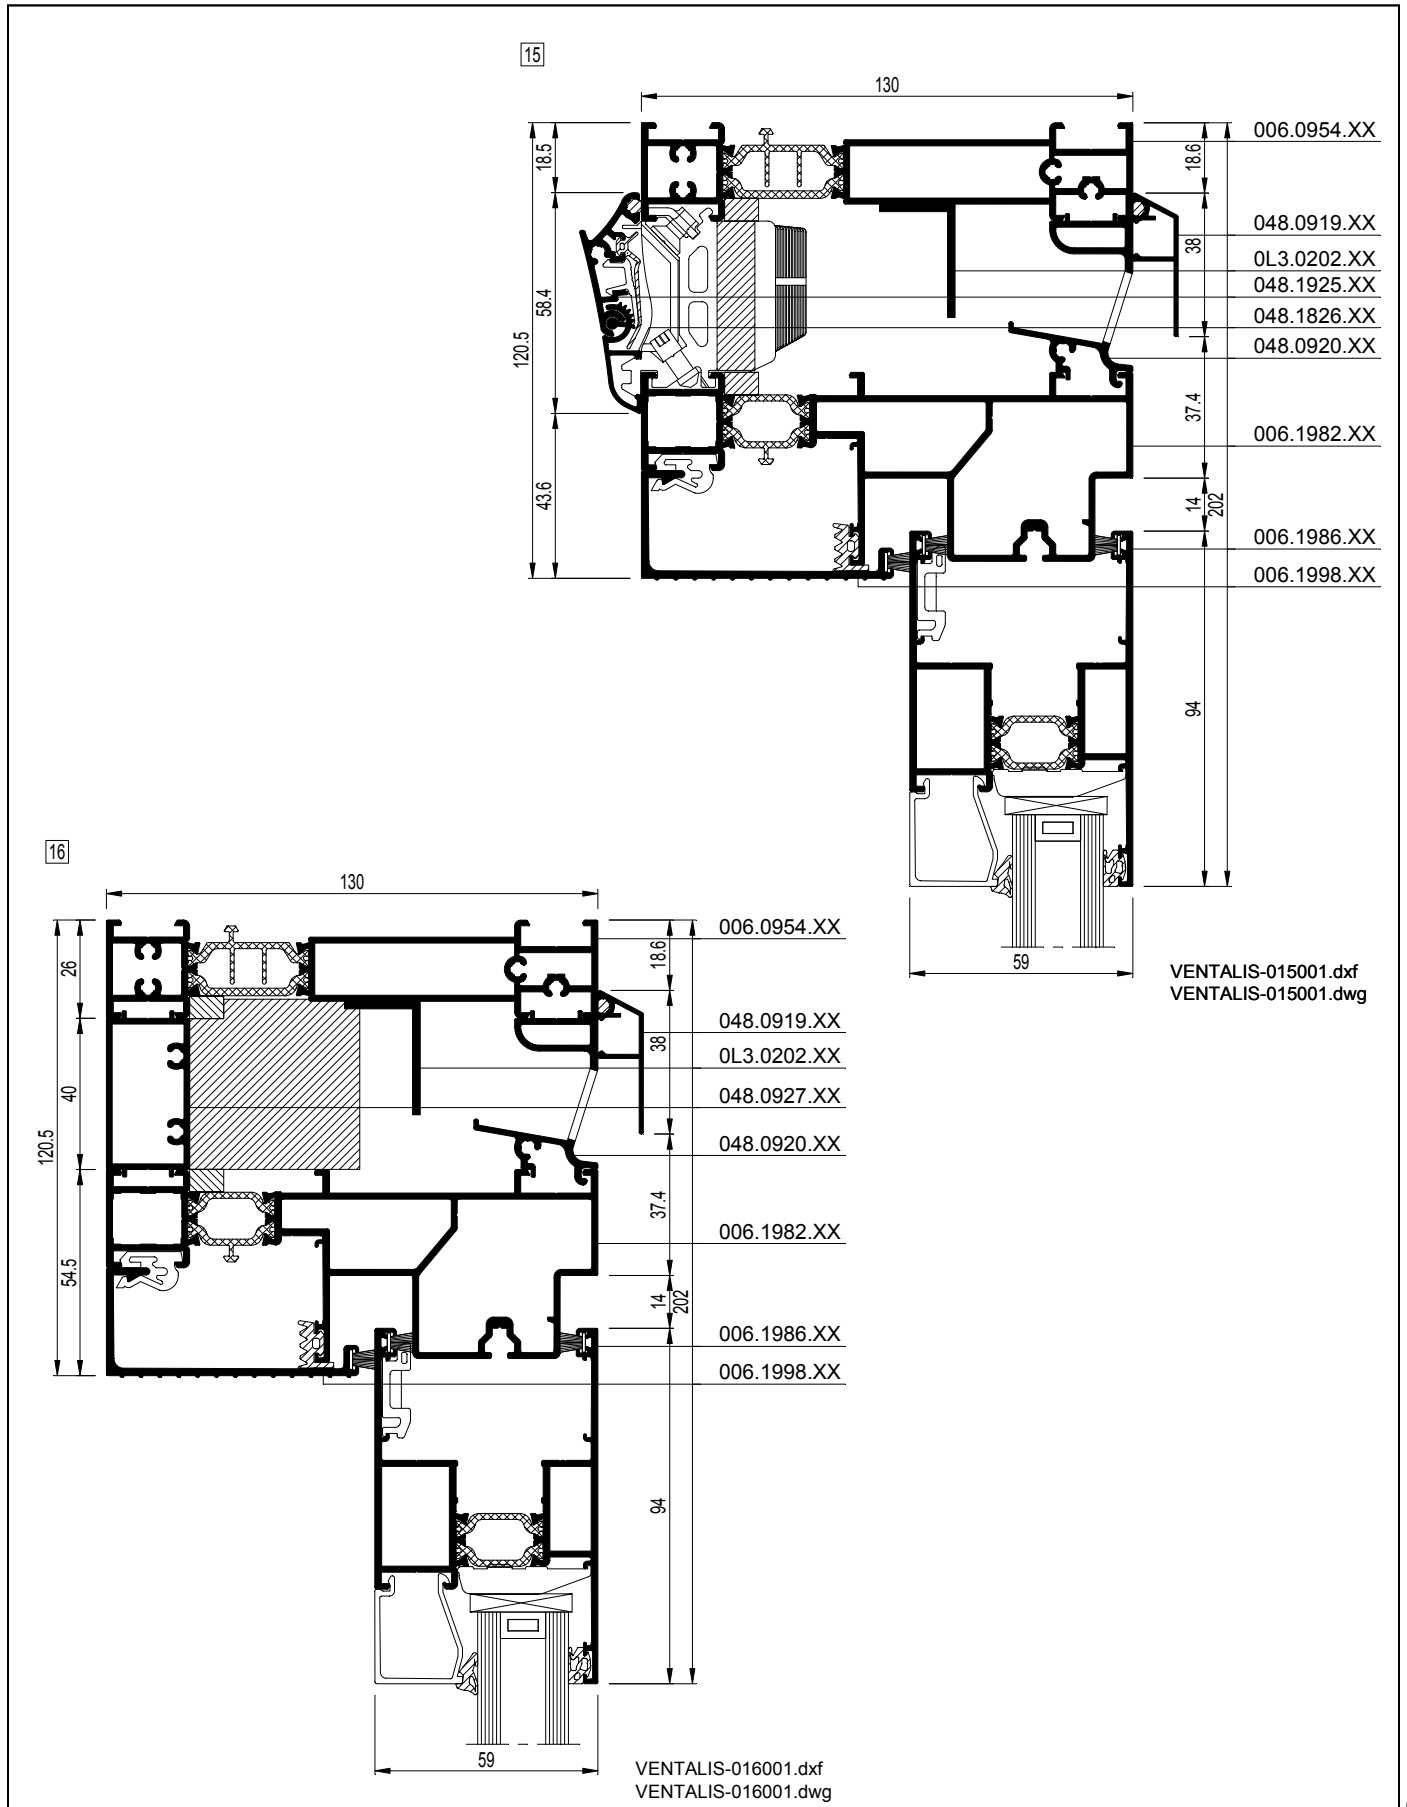 15
130
006.0954.XX
18.5
18.6
048.0919.XX
38
0L3.0202.XX
048.1925.XX
58.4
048.1826.XX
120.5
048.0920.XX
37.4
006.1982.XX
43.6
14
202
006.1986.XX
006.1998.XX
94
59
VENTALIS-015001.dxf
VENTALIS-015001.dwg
16
130
006.0954.XX
26
18.6
048.0919.XX
38
0L3.0202.XX
40
048.0927.XX
120.5
048.0920.XX
37.4
006.1982.XX
54.5
14
202
006.1986.XX
006.1998.XX
94
59
VENTALIS-016001.dxf
VENTALIS-016001.dwg